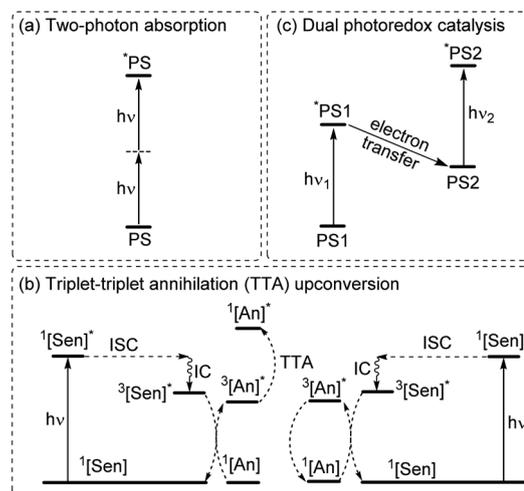 (a) Two-photon absorption
*PS
hν
hν
PS
(c) Dual photoredox catalysis
*PS2
*PS1
electron
transfer
hν₂
hν₁
PS2
PS1
(b) Triplet-triplet annihilation (TTA) upconversion
¹[An]*
¹[Sen]* ISC TTA ISC ¹[Sen]
IC IC
³[Sen]* ³[An]* ³[An]* ³[Sen]*
hν hν
¹[Sen] ¹[An] ¹[An] ¹[Sen]